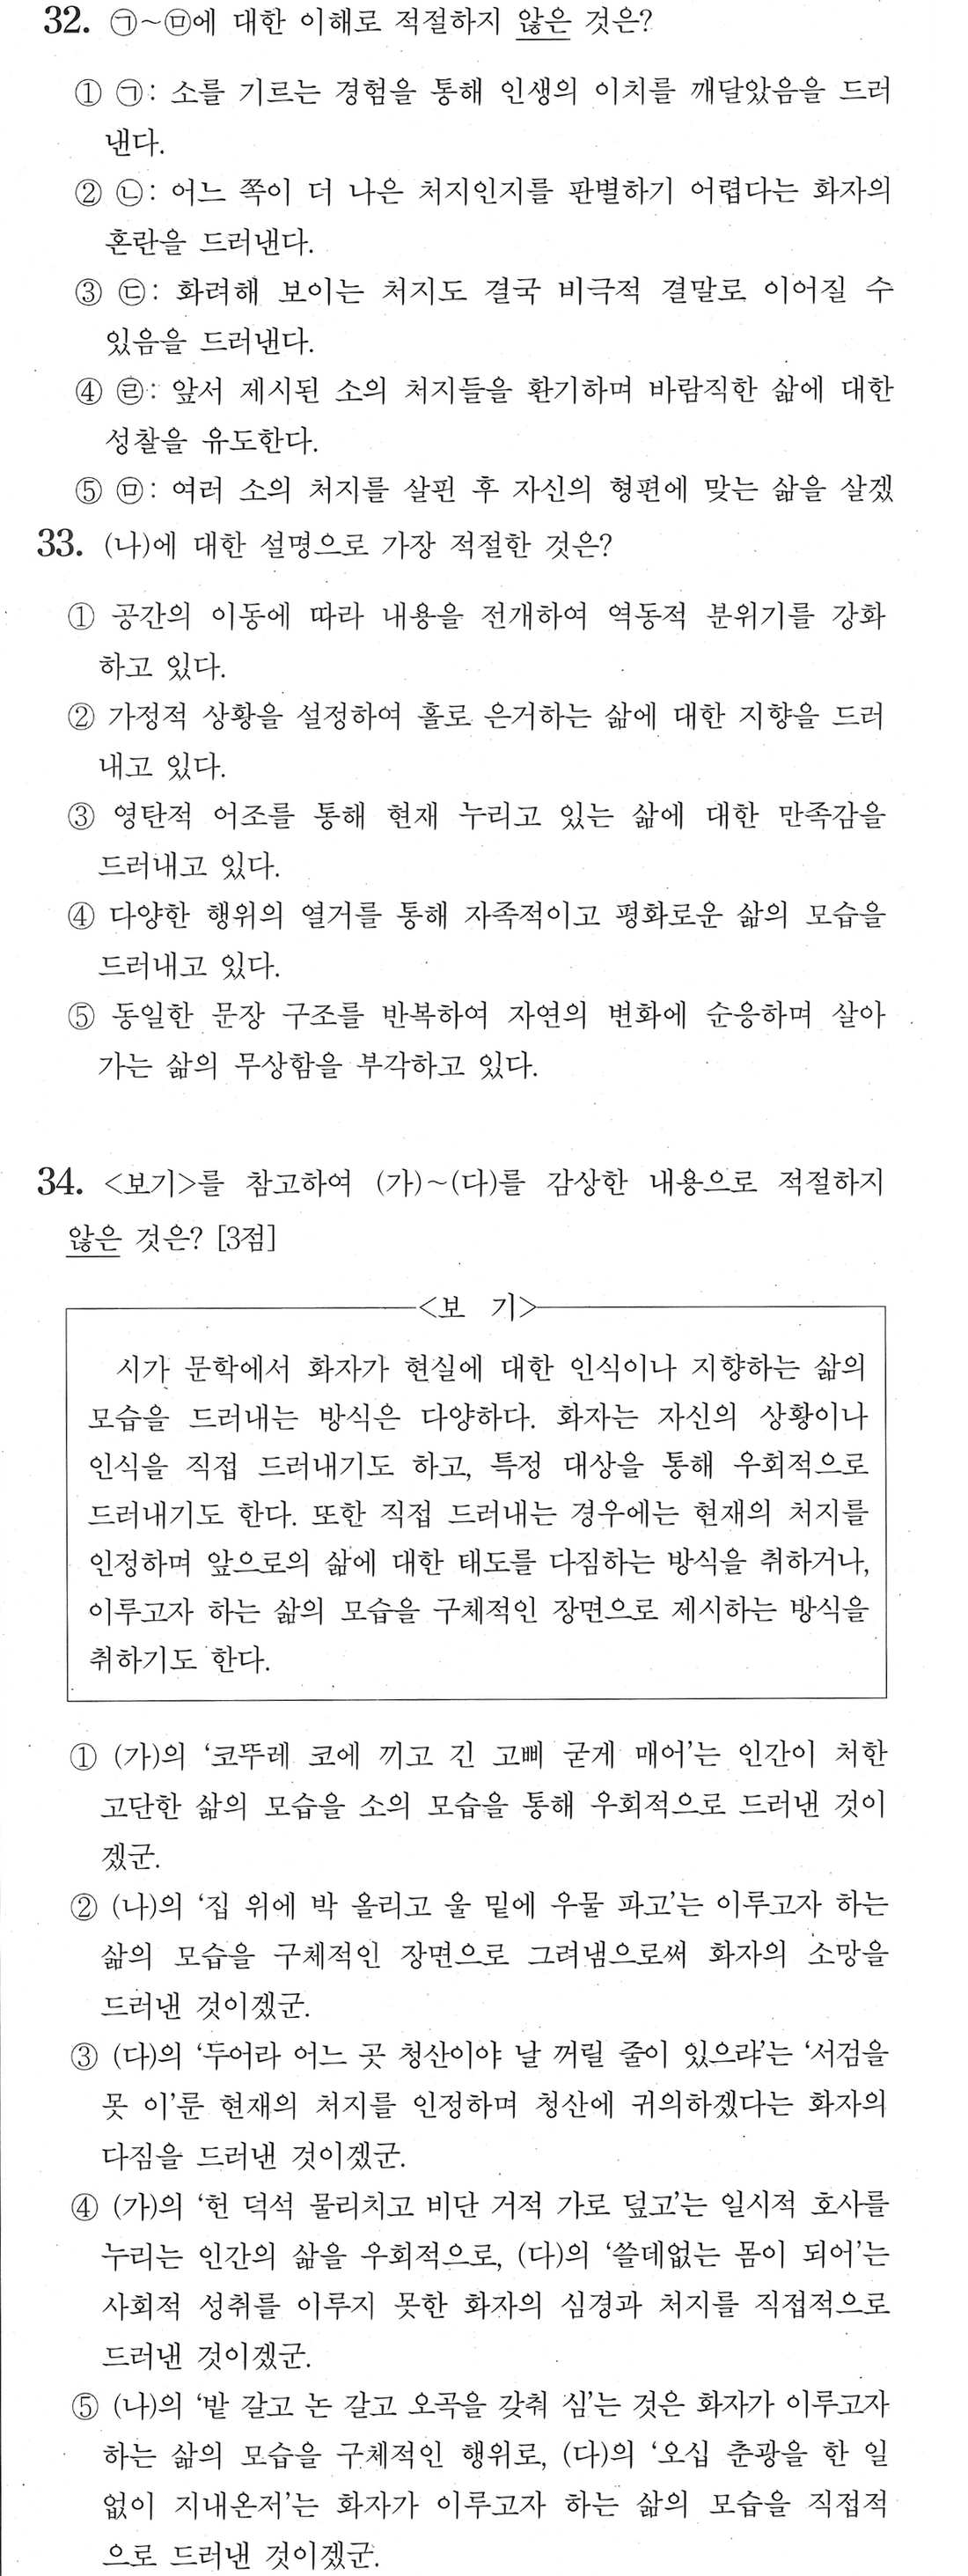 32. ㉠~㉤에 대한 이해로 적절하지 않은 것은?
① ㉠: 소를 기르는 경험을 통해 인생의 이치를 깨달았음을 드러
낸다.
② ㉡: 어느 쪽이 더 나은 처지인지를 판별하기 어렵다는 화자의
혼란을 드러낸다.
③ ㉢: 화려해 보이는 처지도 결국 비극적 결말로 이어질 수
있음을 드러낸다.
④ ㉣: 앞서 제시된 소의 처지들을 환기하며 바람직한 삶에 대한
성찰을 유도한다.
⑤ ㉤: 여러 소의 처지를 살핀 후 자신의 형편에 맞는 삶을 살겠
33. (나)에 대한 설명으로 가장 적절한 것은?
① 공간의 이동에 따라 내용을 전개하여 역동적 분위기를 강화
하고 있다.
② 가정적 상황을 설정하여 홀로 은거하는 삶에 대한 지향을 드러
내고 있다.
③ 영탄적 어조를 통해 현재 누리고 있는 삶에 대한 만족감을
드러내고 있다.
④ 다양한 행위의 열거를 통해 자족적이고 평화로운 삶의 모습을
드러내고 있다.
⑤ 동일한 문장 구조를 반복하여 자연의 변화에 순응하며 살아
가는 삶의 무상함을 부각하고 있다.
34. <보기>를 참고하여 (가)~(다)를 감상한 내용으로 적절하지
않은 것은? [3점]
<보 기>
시가 문학에서 화자가 현실에 대한 인식이나 지향하는 삶의
모습을 드러내는 방식은 다양하다. 화자는 자신의 상황이나
인식을 직접 드러내기도 하고, 특정 대상을 통해 우회적으로
드러내기도 한다. 또한 직접 드러내는 경우에는 현재의 처지를
인정하며 앞으로의 삶에 대한 태도를 다짐하는 방식을 취하거나,
이루고자 하는 삶의 모습을 구체적인 장면으로 제시하는 방식을
취하기도 한다.
① (가)의 ‘코뚜레 코에 끼고 긴 고삐 굳게 매어’는 인간이 처한
고단한 삶의 모습을 소의 모습을 통해 우회적으로 드러낸 것이
겠군.
② (나)의 ‘집 위에 박 올리고 울 밑에 우물 파고’는 이루고자 하는
삶의 모습을 구체적인 장면으로 그려냄으로써 화자의 소망을
드러낸 것이겠군.
③ (다)의 ‘두어라 어느 곳 청산이야 날 꺼릴 줄이 있으랴’는 ‘서검을
못 이’룬 현재의 처지를 인정하며 청산에 귀의하겠다는 화자의
다짐을 드러낸 것이겠군.
④ (가)의 ‘헌 덕석 물리치고 비단 거적 가로 덮고’는 일시적 호사를
누리는 인간의 삶을 우회적으로, (다)의 ‘쓸데없는 몸이 되어’는
사회적 성취를 이루지 못한 화자의 심경과 처지를 직접적으로
드러낸 것이겠군.
⑤ (나)의 ‘밭 갈고 논 갈고 오곡을 갖춰 심’는 것은 화자가 이루고자
하는 삶의 모습을 구체적인 행위로, (다)의 ‘오십 춘광을 한 일
없이 지내온저’는 화자가 이루고자 하는 삶의 모습을 직접적
으로 드러낸 것이겠군.